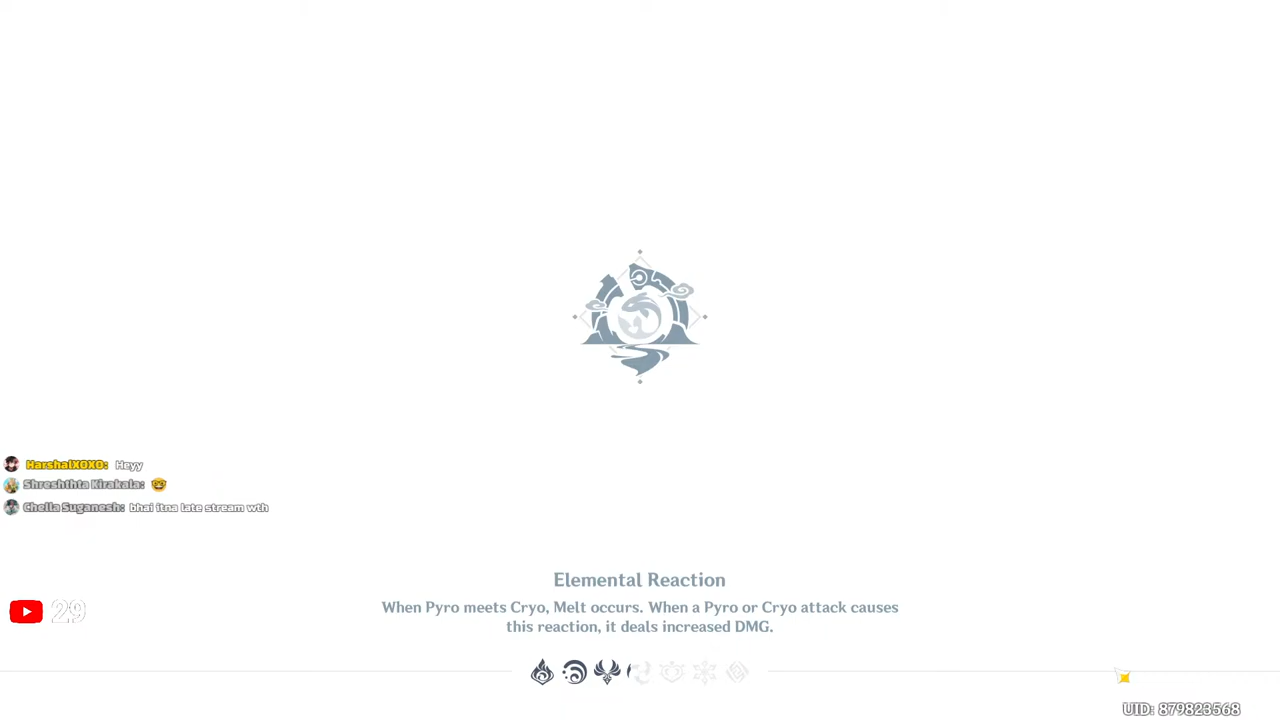 HarshalXOXO: Heyy
Shreshthta Kirakala: 🤓
Chella Suganesh: bhai itna late stream wth
Elemental Reaction
29
When Pyro meets Cryo, Melt occurs. When a Pyro or Cryo attack causes
this reaction, it deals increased DMG.
UID: 879823568